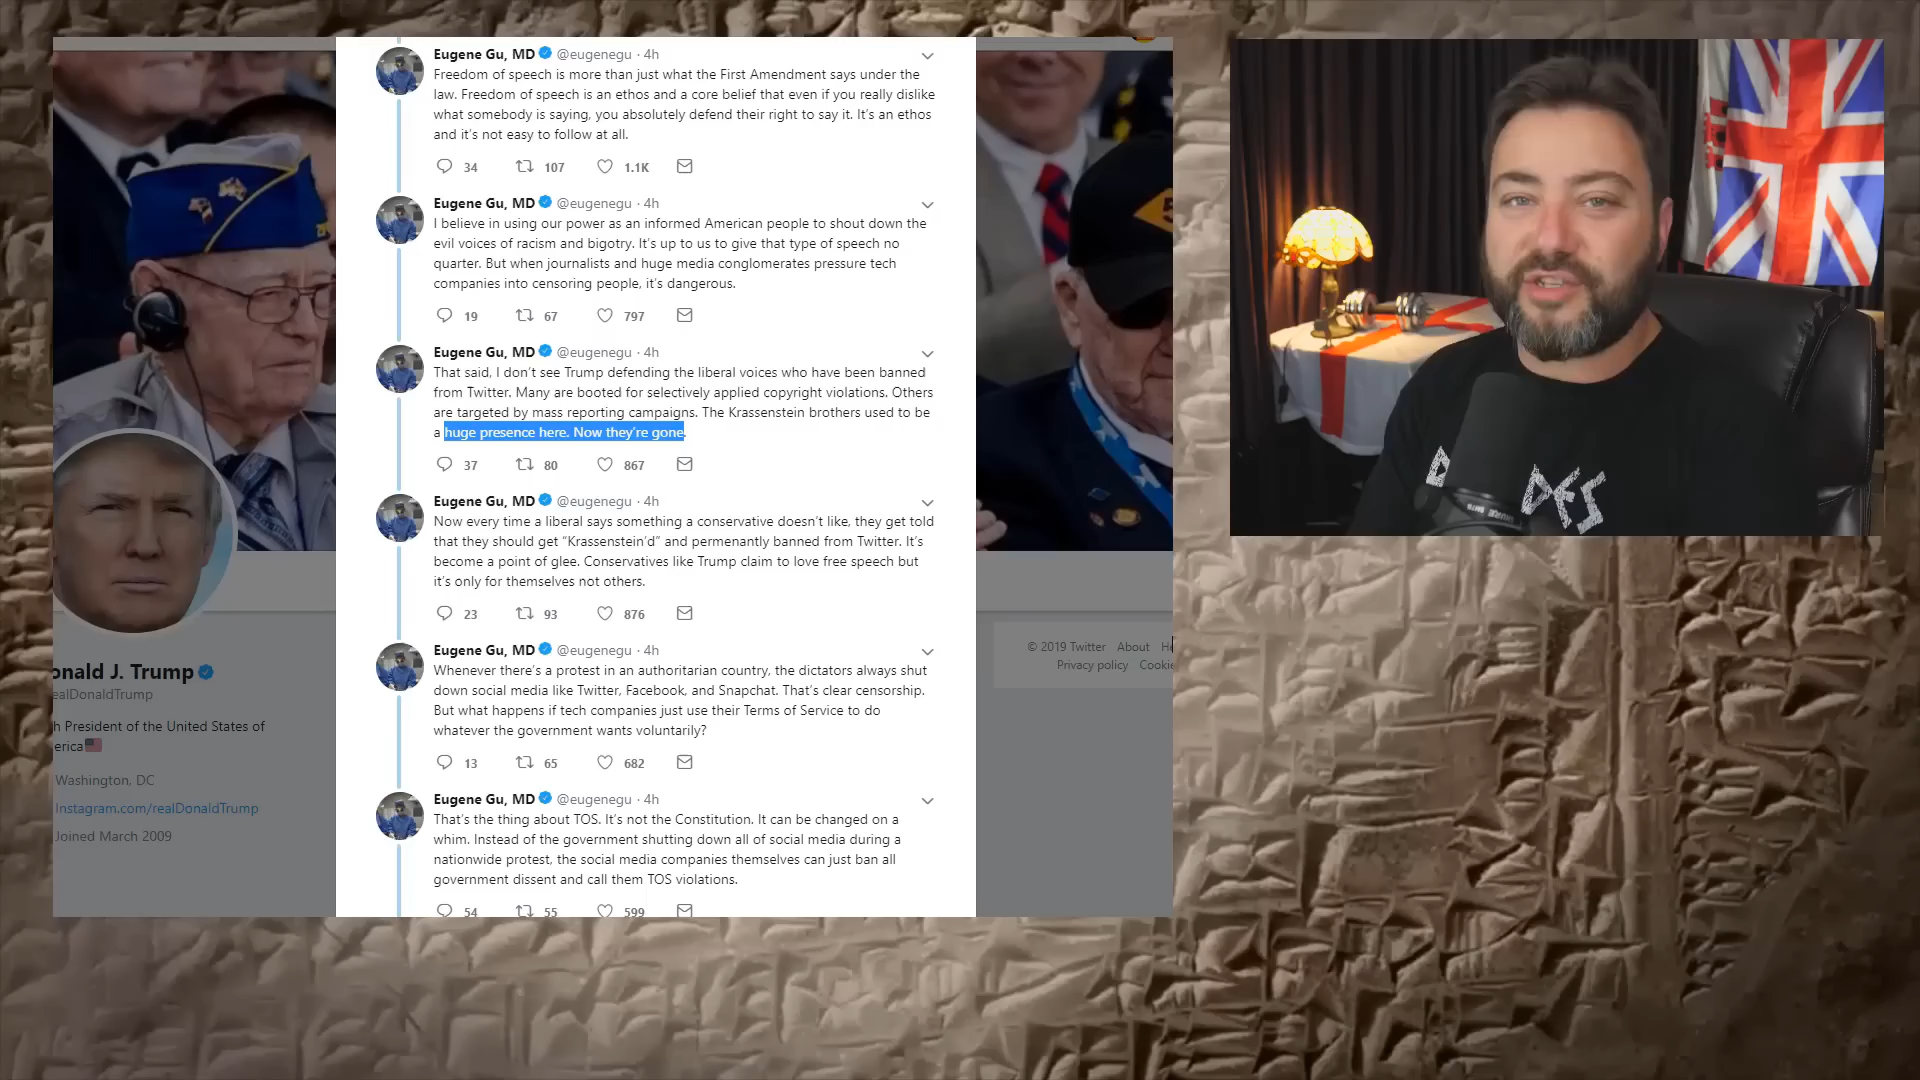 Eugene Gu, MD @eugenegu · 4h
Freedom of speech is more than just what the First Amendment says under the
law. Freedom of speech is an ethos and a core belief that even if you really dislike
what somebody is saying, you absolutely defend their right to say it. It's an ethos
and it's not easy to follow at all.
34 107 1.1K
Eugene Gu, MD @eugenegu · 4h
I believe in using our power as an informed American people to shout down the
evil voices of racism and bigotry. It's up to us to give that type of speech no
quarter. But when journalists and huge media conglomerates pressure tech
companies into censoring people, it's dangerous.
19 67 797
Eugene Gu, MD @eugenegu · 4h
That said, I don't see Trump defending the liberal voices who have been banned
from Twitter. Many are booted for selectively applied copyright violations. Others
are targeted by mass reporting campaigns. The Krassenstein brothers used to be
a huge presence here. Now they're gone.
37 80 867
Eugene Gu, MD @eugenegu · 4h
Now every time a liberal says something a conservative doesn't like, they get told
that they should get "Krassenstein'd" and permenantly banned from Twitter. It's
become a point of glee. Conservatives like Trump claim to love free speech but
it's only for themselves not others.
23 93 876
Eugene Gu, MD @eugenegu · 4h
Whenever there's a protest in an authoritarian country, the dictators always shut
down social media like Twitter, Facebook, and Snapchat. That's clear censorship.
But what happens if tech companies just use their Terms of Service to do
whatever the government wants voluntarily?
13 65 682
Eugene Gu, MD @eugenegu · 4h
That's the thing about TOS. It's not the Constitution. It can be changed on a
whim. Instead of the government shutting down all of social media during a
nationwide protest, the social media companies themselves can just ban all
government dissent and call them TOS violations.
54 55 599
onald J. Trump
ealDonaldTrump
h President of the United States of
erica
Washington, DC
Instagram.com/realDonaldTrump
Joined March 2009
© 2019 Twitter About H
Privacy policy Cookie